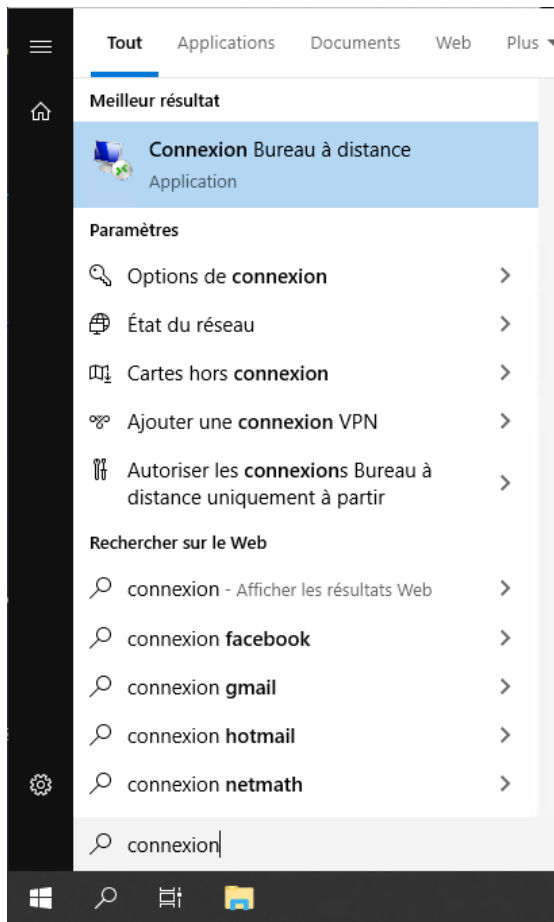 Tout Applications Documents Web Plus
Meilleur résultat
Connexion Bureau à distance
Application
Paramètres
Options de connexion
État du réseau
Cartes hors connexion
Ajouter une connexion VPN
Autoriser les connexions Bureau à
distance uniquement à partir
Rechercher sur le Web
connexion - Afficher les résultats Web
connexion facebook
connexion gmail
connexion hotmail
connexion netmath
connexion